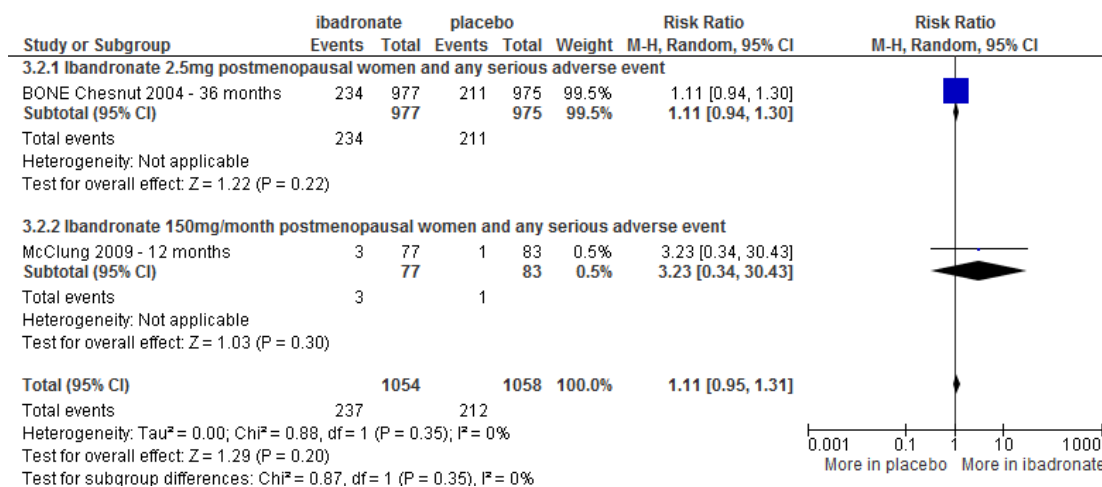 ibadronate placebo Risk Ratio Risk Ratio
Study or Subgroup Events Total Events Total Weight M-H, Random, 95% CI M-H, Random, 95% CI
3.2.1 Ibandronate 2.5mg postmenopausal women and any serious adverse event
BONE Chesnut 2004 - 36 months 234 977 211 975 99.5% 1.11 [0.94, 1.30]
Subtotal (95% CI) 977 975 99.5% 1.11 [0.94, 1.30]
Total events 234 211
Heterogeneity: Not applicable
Test for overall effect: Z = 1.22 (P = 0.22)
3.2.2 Ibandronate 150mg/month postmenopausal women and any serious adverse event
McClung 2009 - 12 months 3 77 1 83 0.5% 3.23 [0.34, 30.43]
Subtotal (95% CI) 77 83 0.5% 3.23 [0.34, 30.43]
Total events 3 1
Heterogeneity: Not applicable
Test for overall effect: Z = 1.03 (P = 0.30)
Total (95% CI) 1054 1058 100.0% 1.11 [0.95, 1.31]
Total events 237 212
Heterogeneity: Tau² = 0.00; Chi² = 0.88, df = 1 (P = 0.35); I² = 0%
Test for overall effect: Z = 1.29 (P = 0.20)
Test for subgroup differences: Chi² = 0.87, df = 1 (P = 0.35), I² = 0%
0.001 0.1 1 10 1000
More in placebo More in ibadronate